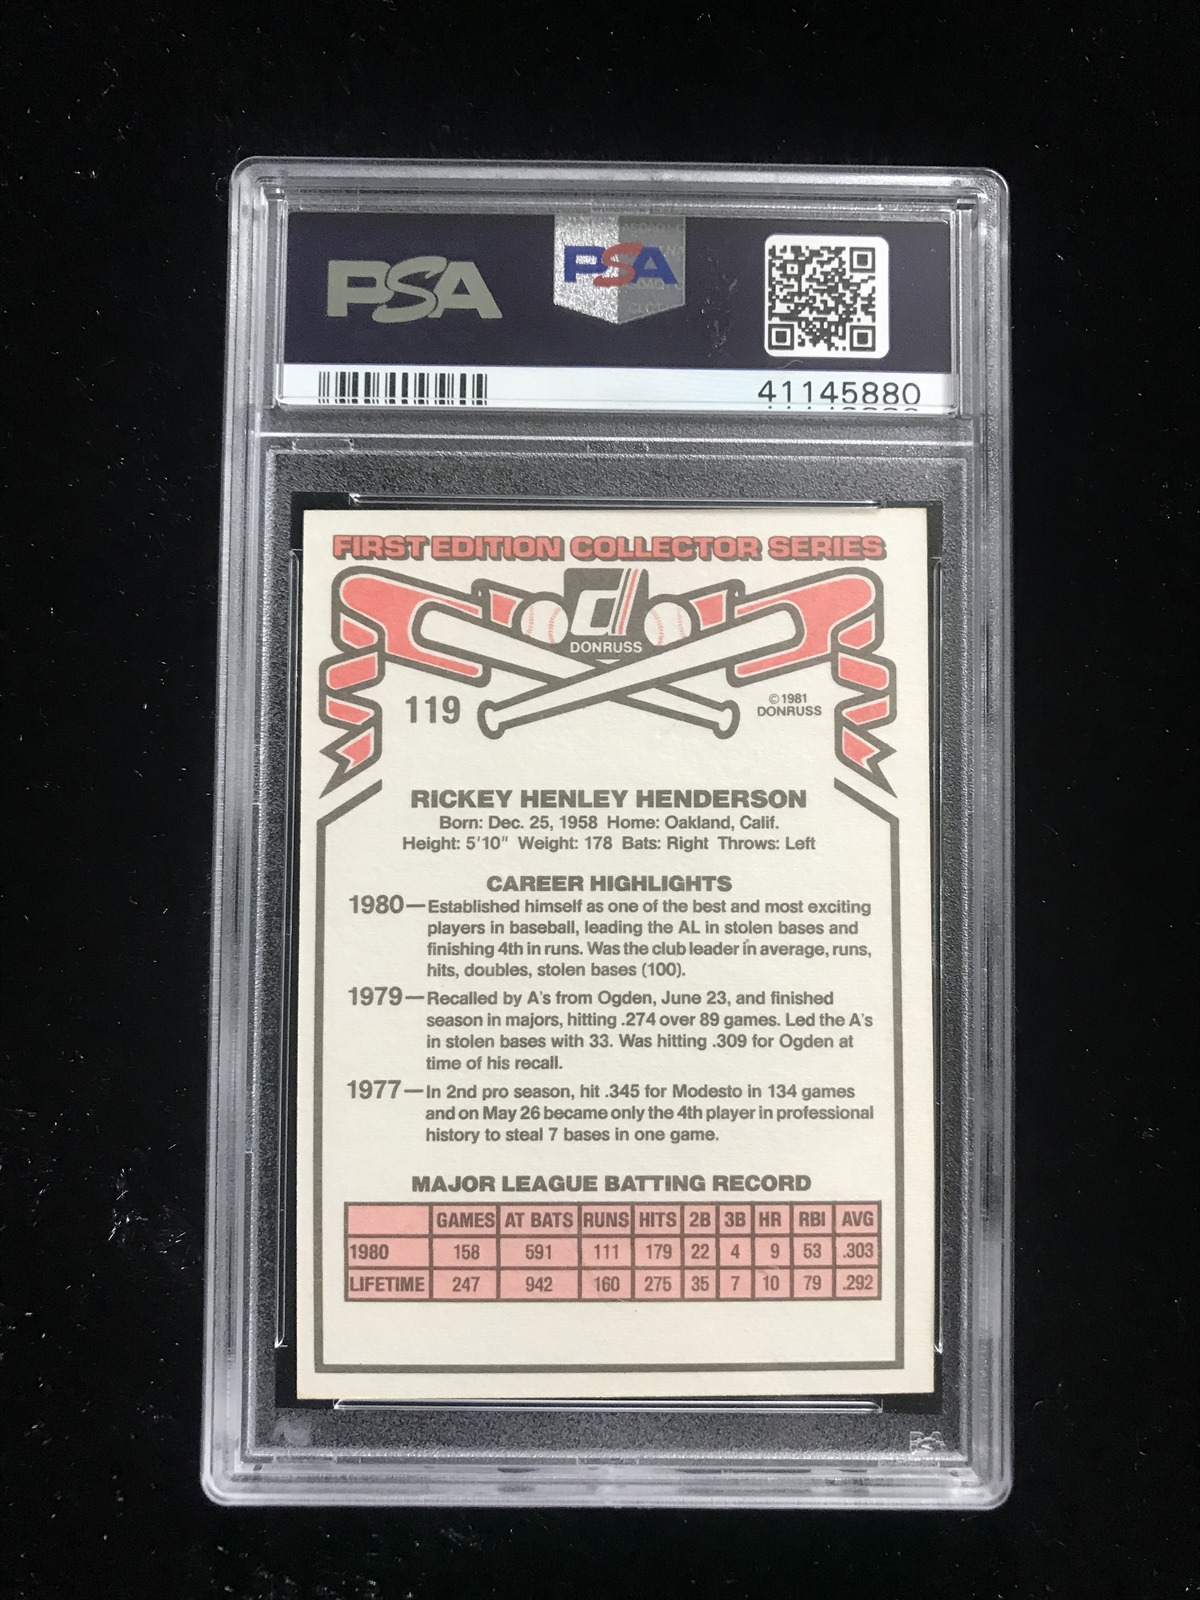 PSA
PSA
41145880
FIRST EDITION COLLECTOR SERIES
d
DONRUSS
119
©1981
DONRUSS
RICKEY HENLEY HENDERSON
Born: Dec. 25, 1958 Home: Oakland, Calif.
Height: 5'10" Weight: 178 Bats: Right Throws: Left
CAREER HIGHLIGHTS
1980—Established himself as one of the best and most exciting
players in baseball, leading the AL in stolen bases and
finishing 4th in runs. Was the club leader in average, runs,
hits, doubles, stolen bases (100).
1979—Recalled by A's from Ogden, June 23, and finished
season in majors, hitting .274 over 89 games. Led the A's
in stolen bases with 33. Was hitting .309 for Ogden at
time of his recall.
1977—In 2nd pro season, hit .345 for Modesto in 134 games
and on May 26 became only the 4th player in professional
history to steal 7 bases in one game.
MAJOR LEAGUE BATTING RECORD
GAMES AT BATS RUNS HITS 2B 3B HR RBI AVG
1980 158 591 111 179 22 4 9 53 .303
LIFETIME 247 942 160 275 35 7 10 79 .292
PSA